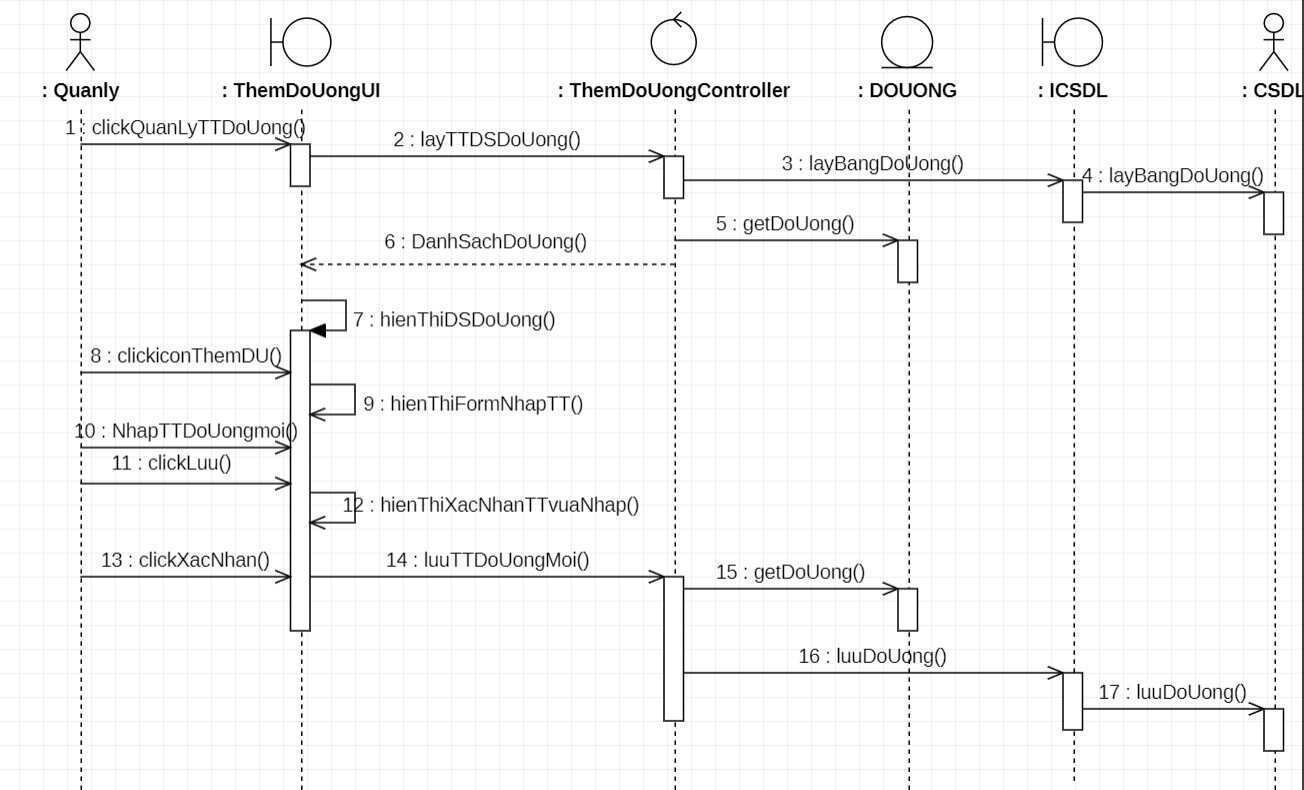 : Quanly
: ThemDoUongUI
: ThemDoUongController
: DOUONG
: ICSDL
: CSDL
1 : clickQuanLyTTDoUong()
2 : layTTDSDoUong()
3 : layBangDoUong()
4 : layBangDoUong()
5 : getDoUong()
6 : DanhSachDoUong()
7 : hienThiDSDoUong()
8 : clickiconThemDU()
9 : hienThiFormNhapTT()
10 : NhapTTDoUongmoi()
11 : clickLuu()
12 : hienThiXacNhanTTvuaNhap()
13 : clickXacNhan()
14 : luuTTDoUongMoi()
15 : getDoUong()
16 : luuDoUong()
17 : luuDoUong()